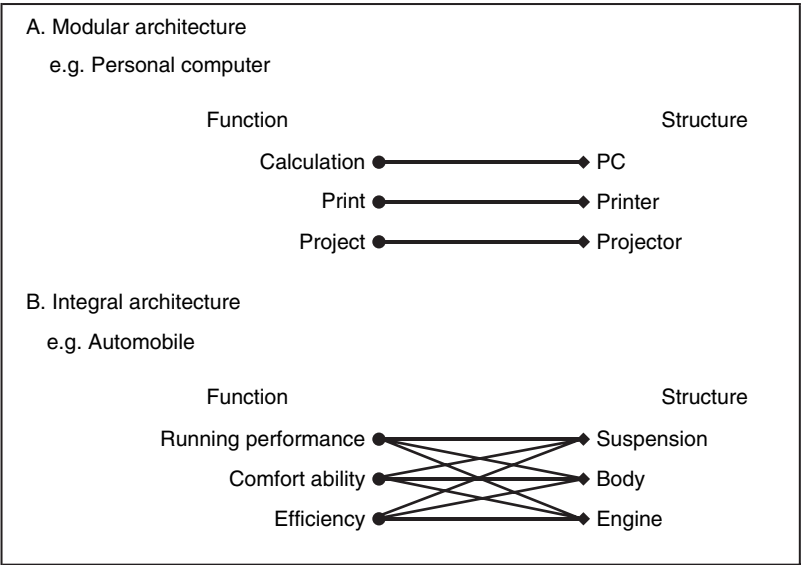 A. Modular architecture
e.g. Personal computer
Function Structure
Calculation PC
Print Printer
Project Projector
B. Integral architecture
e.g. Automobile
Function Structure
Running performance Suspension
Comfort ability Body
Efficiency Engine